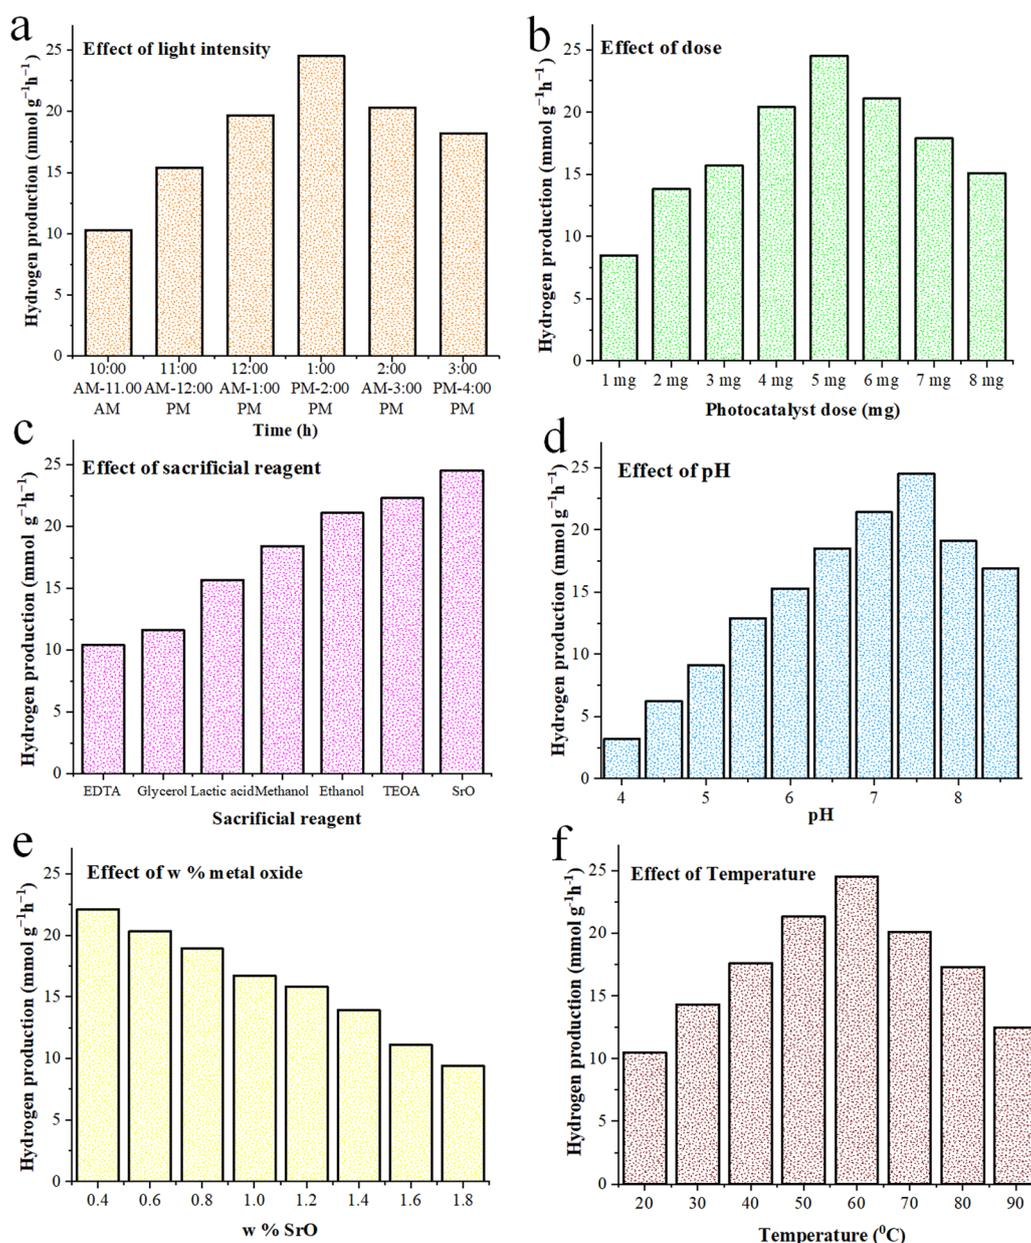 a
Effect of light intensity
Hydrogen production (mmol g⁻¹h⁻¹)
25
20
15
10
5
0
10:00 11:00 12:00 1:00 2:00 3:00
AM-11.00 AM-12:00 AM-1:00 PM-2:00 AM-3:00 PM-4:00
AM PM PM PM PM PM
Time (h)
b
Effect of dose
Hydrogen production (mmol g⁻¹h⁻¹)
25
20
15
10
5
0
1 mg 2 mg 3 mg 4 mg 5 mg 6 mg 7 mg 8 mg
Photocatalyst dose (mg)
c
Effect of sacrificial reagent
Hydrogen production (mmol g⁻¹h⁻¹)
25
20
15
10
5
0
EDTA Glycerol Lactic acid Methanol Ethanol TEOA SrO
Sacrificial reagent
d
Effect of pH
Hydrogen production (mmol g⁻¹h⁻¹)
25
20
15
10
5
0
4 5 6 7 8
pH
e
Effect of w % metal oxide
Hydrogen production (mmol g⁻¹h⁻¹)
25
20
15
10
5
0
0.4 0.6 0.8 1.0 1.2 1.4 1.6 1.8
w % SrO
f
Effect of Temperature
Hydrogen production (mmol g⁻¹h⁻¹)
25
20
15
10
5
0
20 30 40 50 60 70 80 90
Temperature (⁰C)